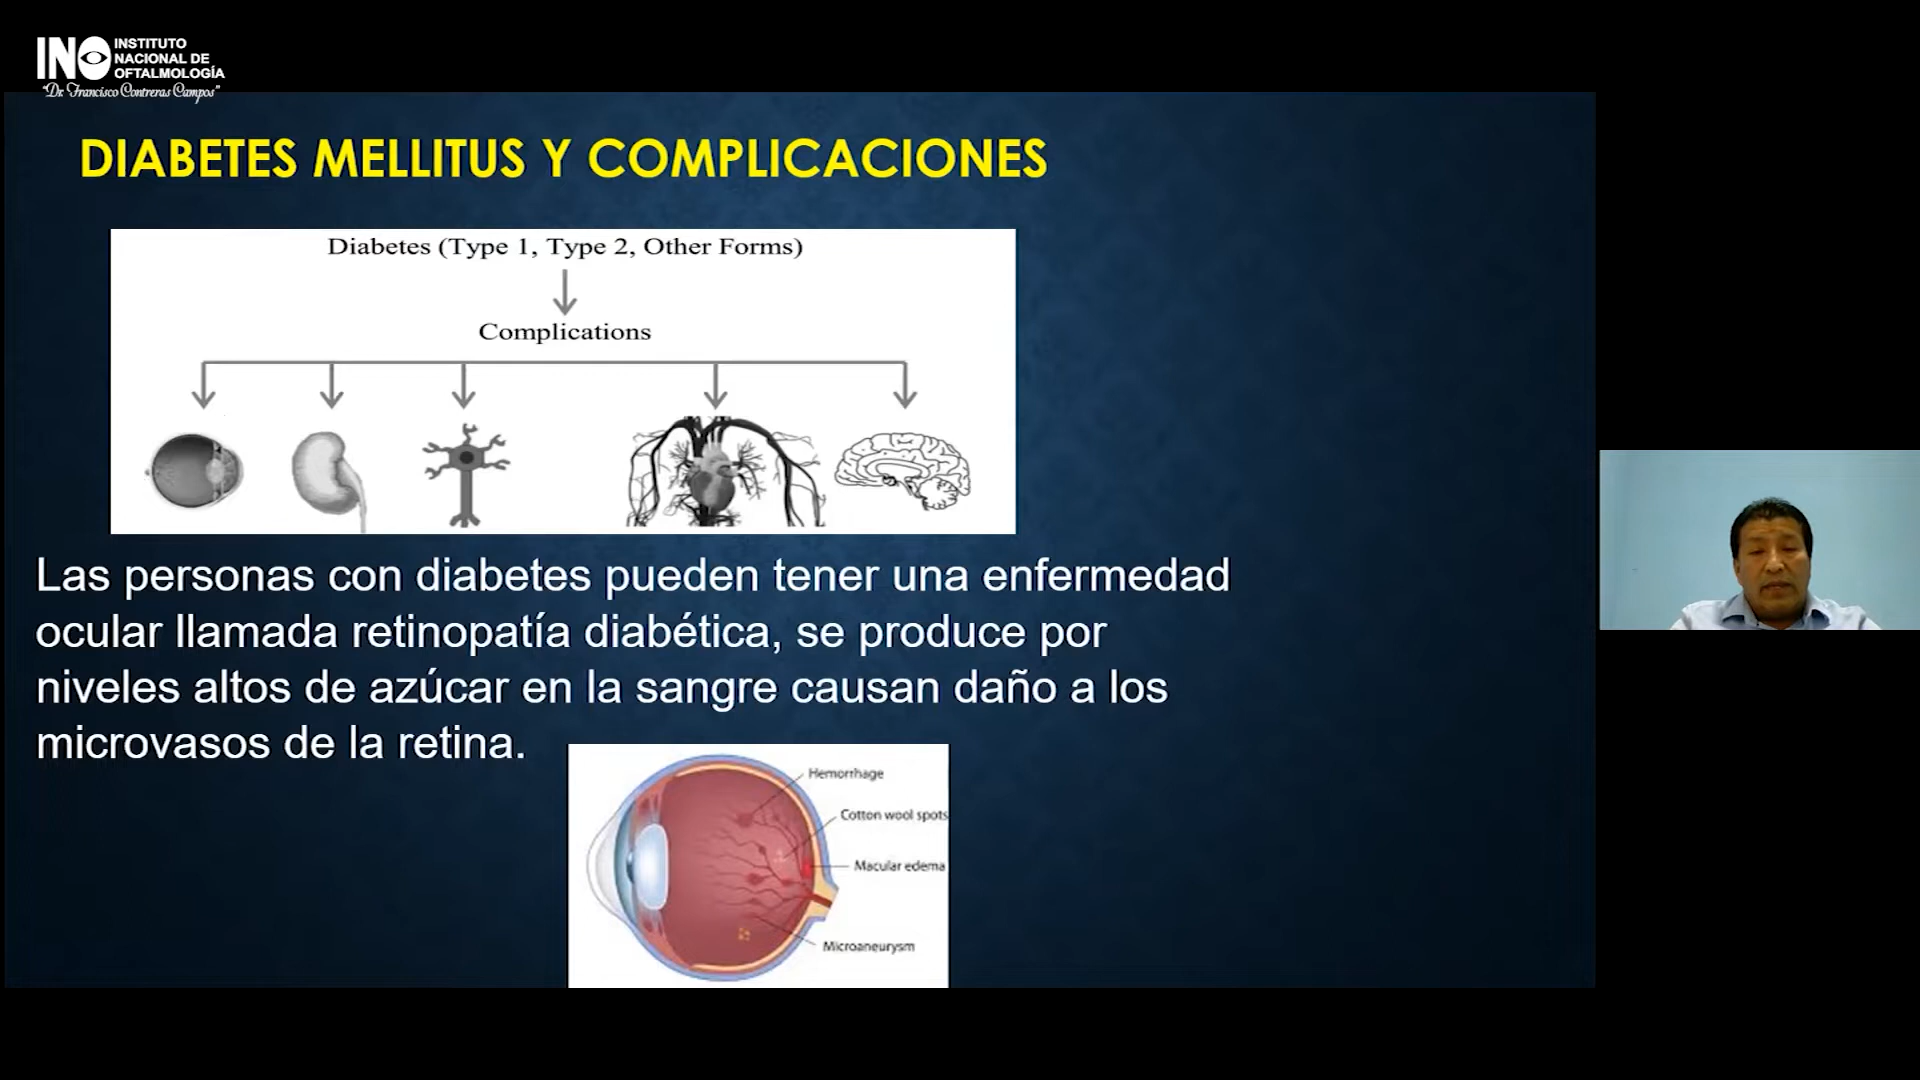 INO INSTITUTO
NACIONAL DE
OFTALMOLOGÍA
"Dr. Francisco Contreras Campos"
DIABETES MELLITUS Y COMPLICACIONES
Diabetes (Type 1, Type 2, Other Forms)
Complications
Las personas con diabetes pueden tener una enfermedad
ocular llamada retinopatía diabética, se produce por
niveles altos de azúcar en la sangre causan daño a los
microvasos de la retina.
Hemorrhage
Cotton wool spots
Macular edema
Microaneurysm